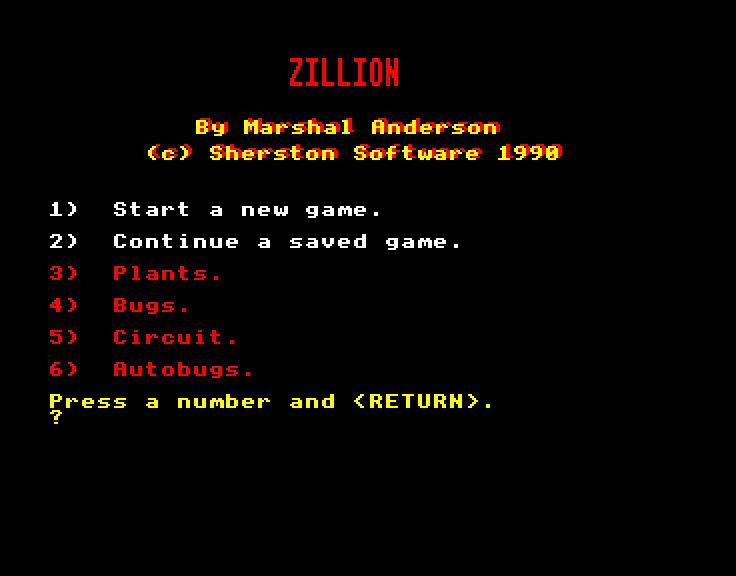 ZILLION
By Marshal Anderson
(c) Sherston Software 1990
1) Start a new game.
2) Continue a saved game.
3) Plants.
4) Bugs.
5) Circuit.
6) Autobugs.
Press a number and <RETURN>.
?